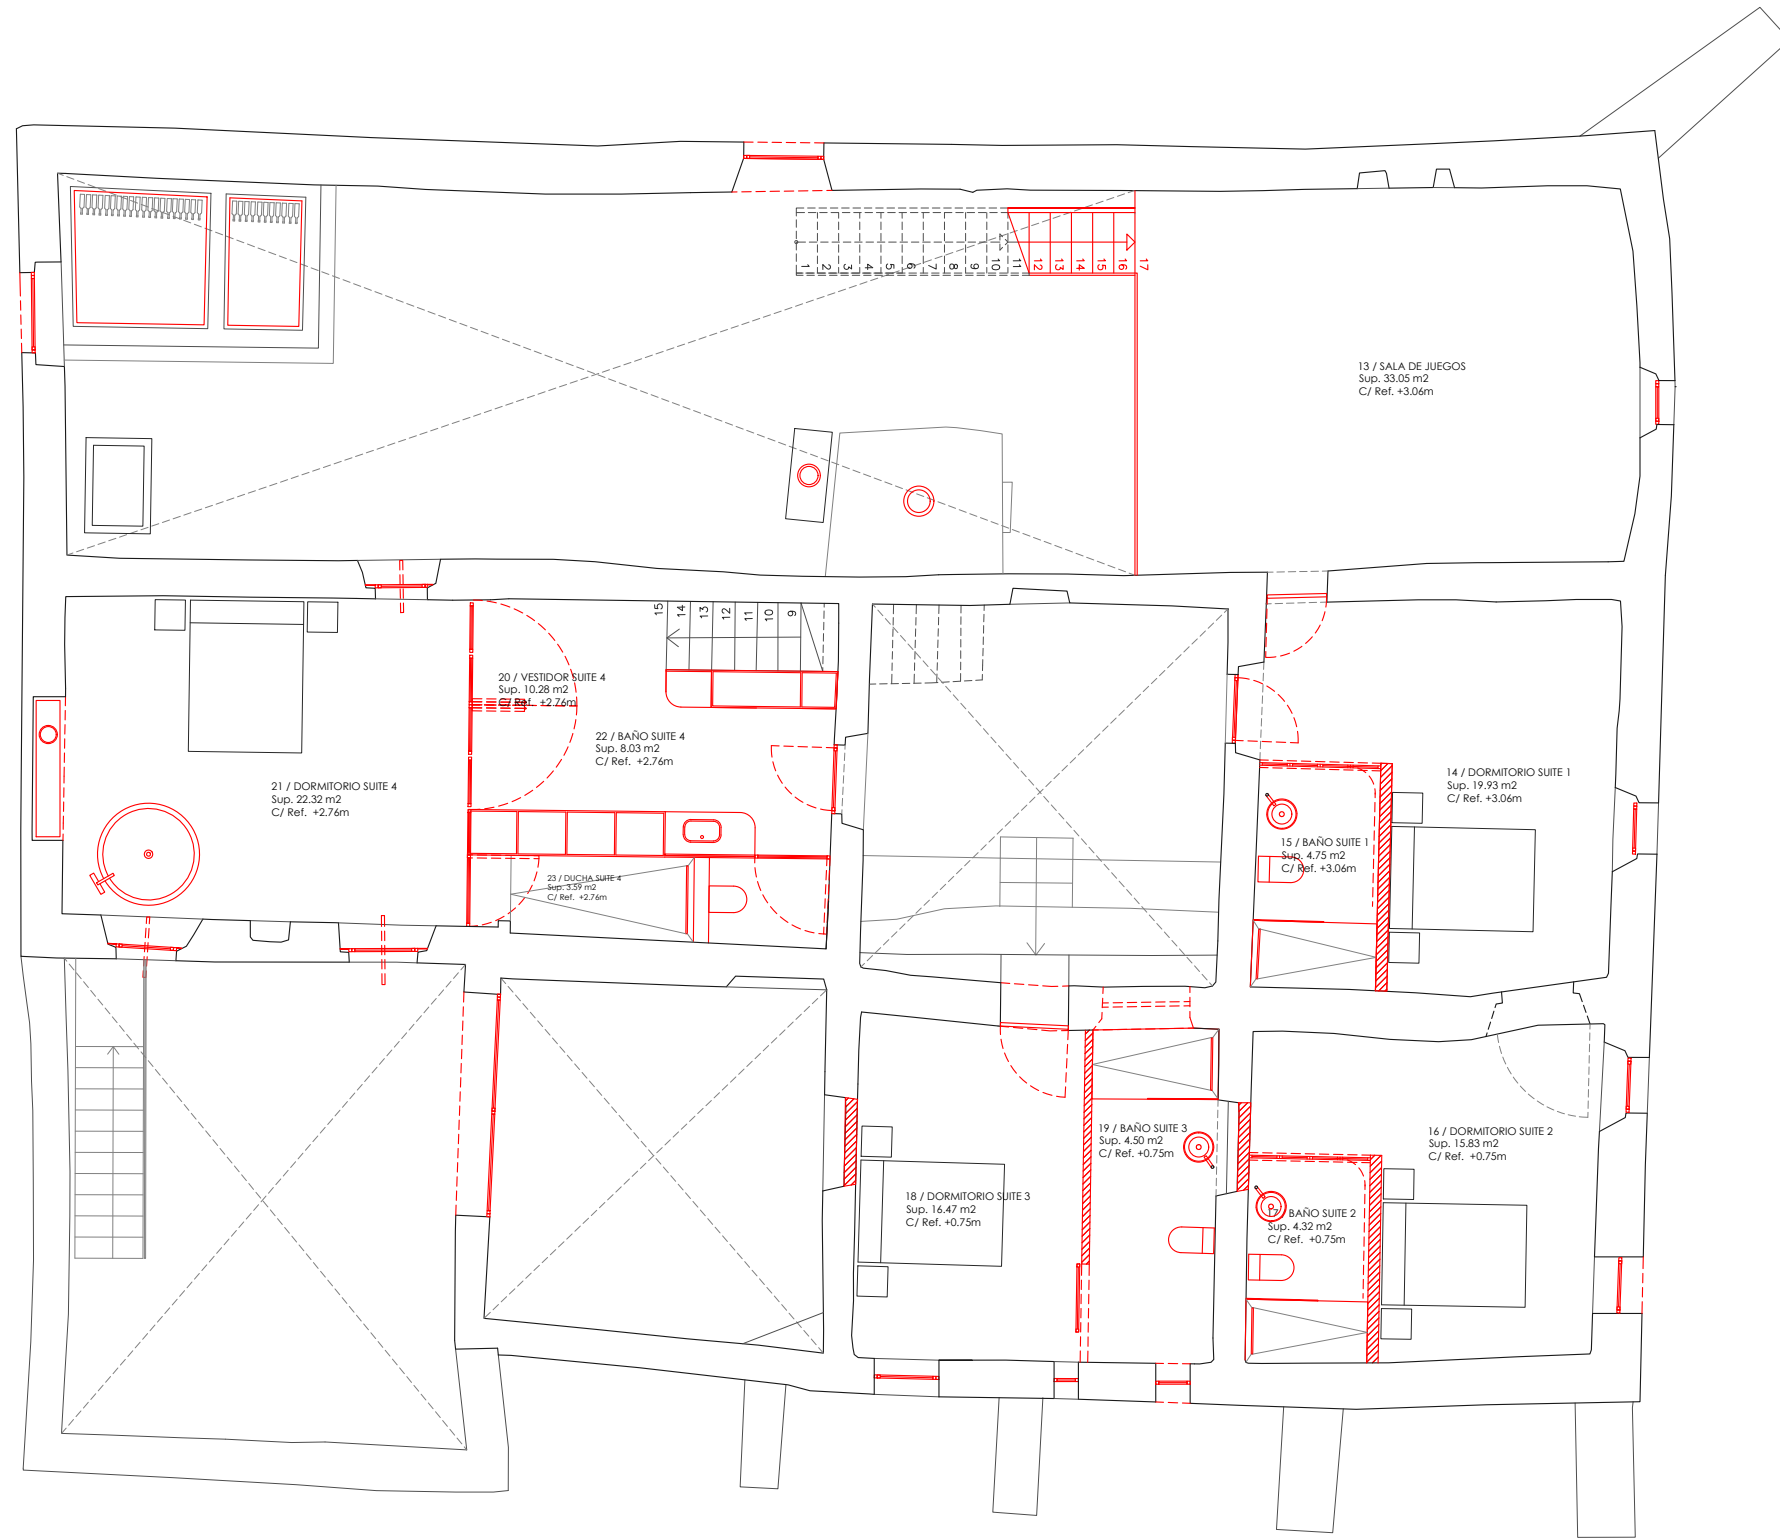 1
2
3
4
5
6
7
8
9
10
11
12
13
14
15
16
17
13 / SALA DE JUEGOS
Sup. 33.05 m2
C/ Ref. +3.06m
15
14
13
12
11
10
9
20 / VESTIDOR SUITE 4
Sup. 10.28 m2
C/ Ref. +2.76m
22 / BAÑO SUITE 4
Sup. 8.03 m2
C/ Ref. +2.76m
21 / DORMITORIO SUITE 4
Sup. 22.32 m2
C/ Ref. +2.76m
14 / DORMITORIO SUITE 1
Sup. 19.93 m2
C/ Ref. +3.06m
15 / BAÑO SUITE 1
Sup. 4.75 m2
C/ Ref. +3.06m
23 / DUCHA SUITE 4
Sup. 3.59 m2
C/ Ref. +2.76m
19 / BAÑO SUITE 3
Sup. 4.50 m2
C/ Ref. +0.75m
16 / DORMITORIO SUITE 2
Sup. 15.83 m2
C/ Ref. +0.75m
18 / DORMITORIO SUITE 3
Sup. 16.47 m2
C/ Ref. +0.75m
17 / BAÑO SUITE 2
Sup. 4.32 m2
C/ Ref. +0.75m